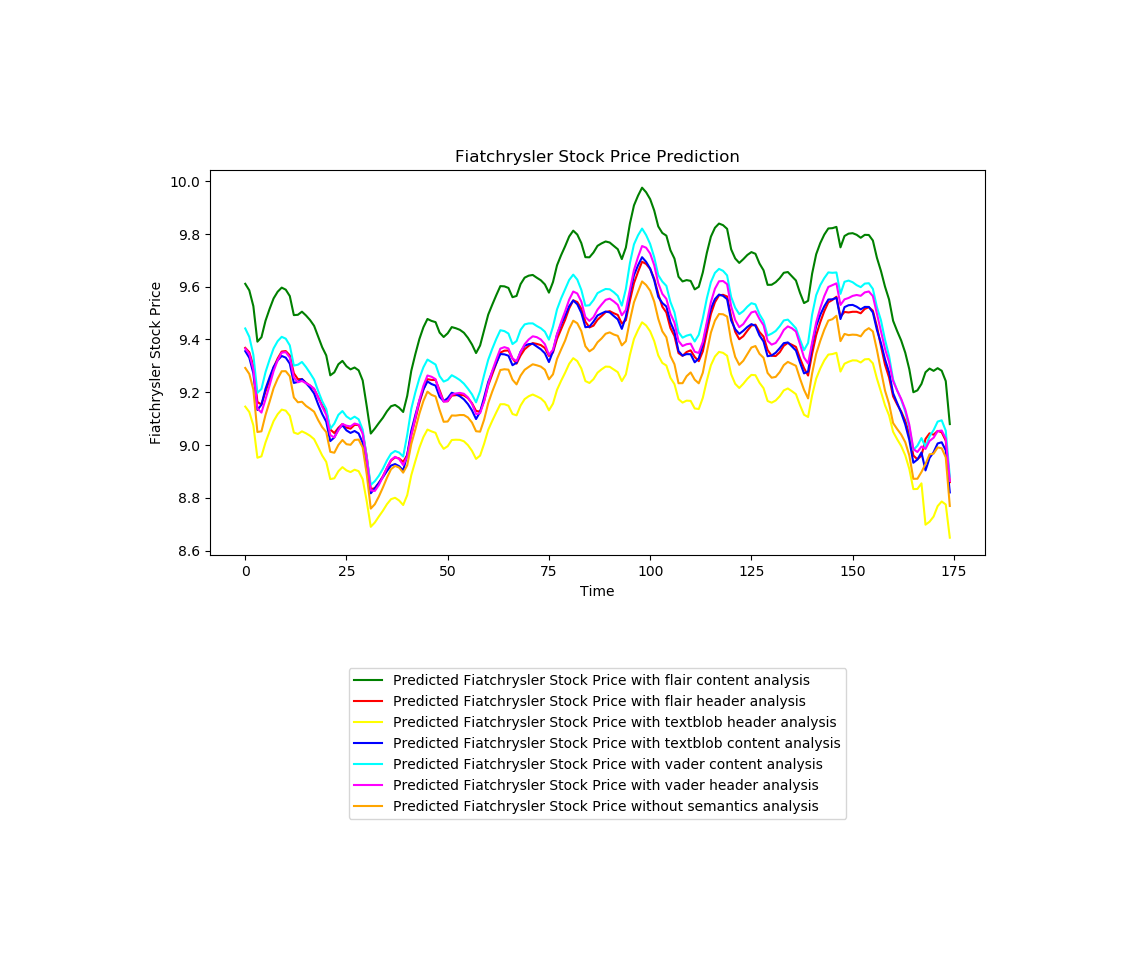 Fiatchrysler Stock Price Prediction
10.0
9.8
9.6
9.4
9.2
9.0
8.8
8.6
Fiatchrysler Stock Price
0 25 50 75 100 125 150 175
Time
Predicted Fiatchrysler Stock Price with flair content analysis
Predicted Fiatchrysler Stock Price with flair header analysis
Predicted Fiatchrysler Stock Price with textblob header analysis
Predicted Fiatchrysler Stock Price with textblob content analysis
Predicted Fiatchrysler Stock Price with vader content analysis
Predicted Fiatchrysler Stock Price with vader header analysis
Predicted Fiatchrysler Stock Price without semantics analysis